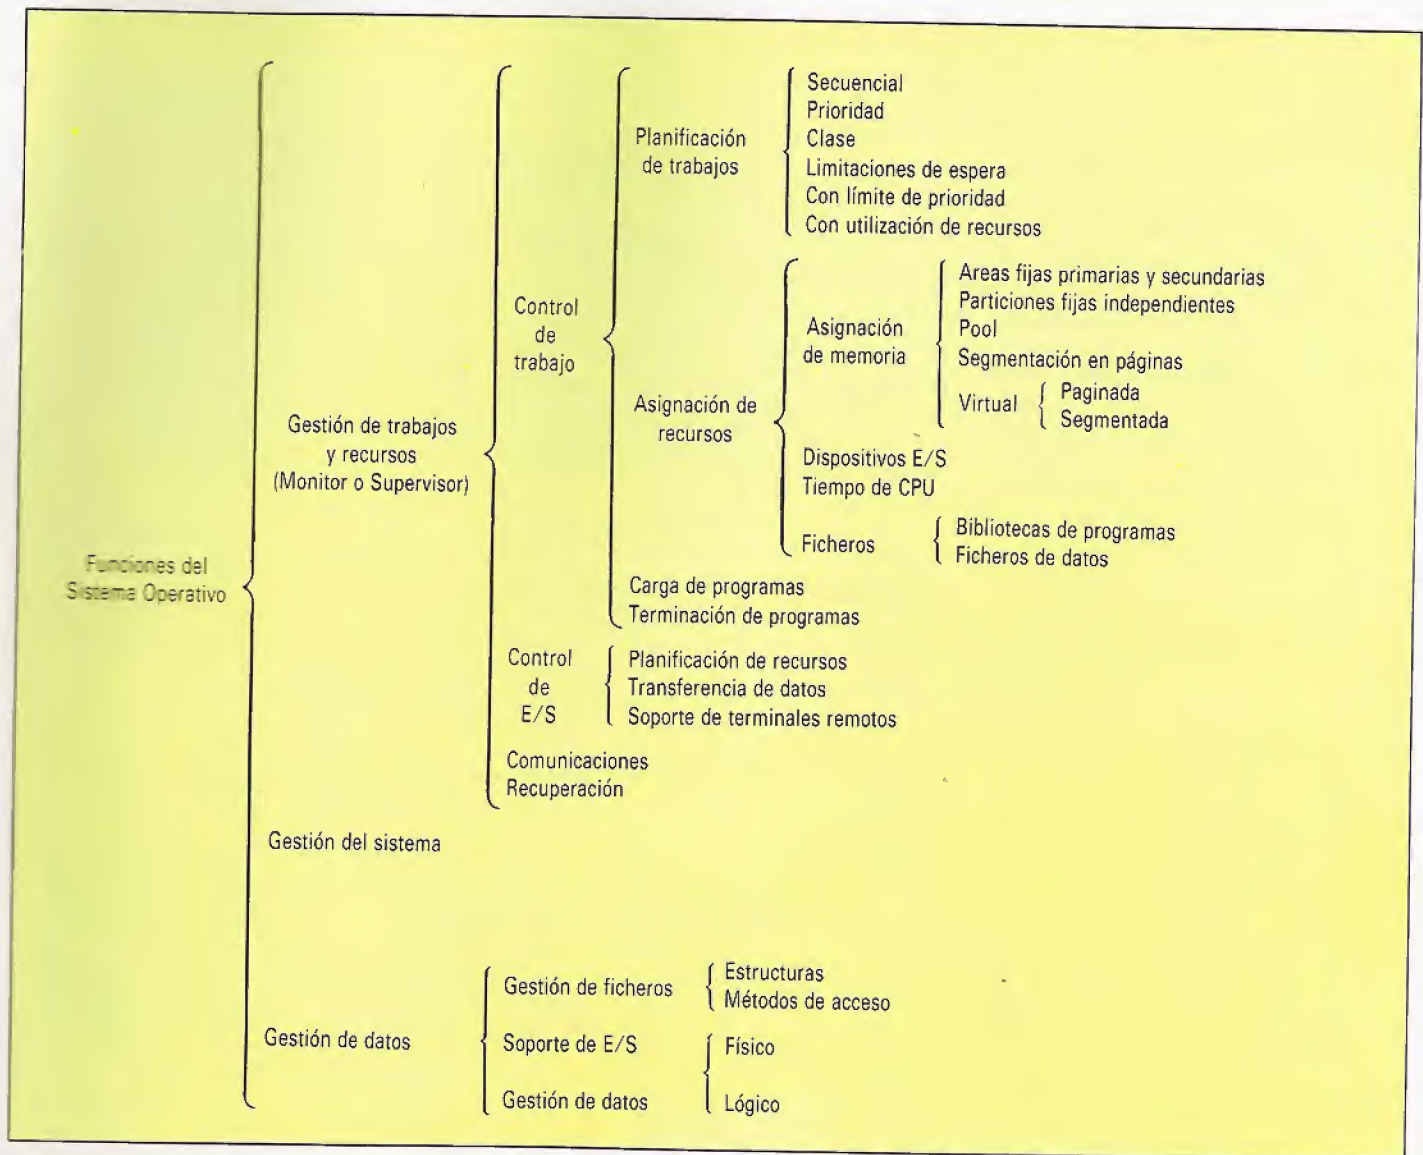 Secuencial
Prioridad
Clase
Limitaciones de espera
Con límite de prioridad
Con utilización de recursos
Planificación
de trabajos
Areas fijas primarias y secundarias
Particiones fijas independientes
Pool
Segmentación en páginas
Virtual
Paginada
Segmentada
Asignación
de memoria
Dispositivos E/S
Tiempo de CPU
Ficheros
Bibliotecas de programas
Ficheros de datos
Asignación de
recursos
Carga de programas
Terminación de programas
Control
de
trabajo
Control
de
E/S
Planificación de recursos
Transferencia de datos
Soporte de terminales remotos
Comunicaciones
Recuperación
Gestión de trabajos
y recursos
(Monitor o Supervisor)
Funciones del
Sistema Operativo
Gestión del sistema
Gestión de datos
Gestión de ficheros
Estructuras
Métodos de acceso
Soporte de E/S
Físico
Gestión de datos
Lógico